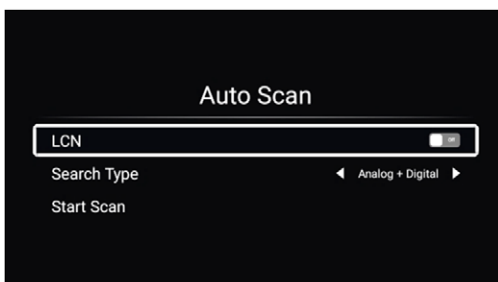 Auto Scan
LCN
Search Type
Analog + Digital
Start Scan